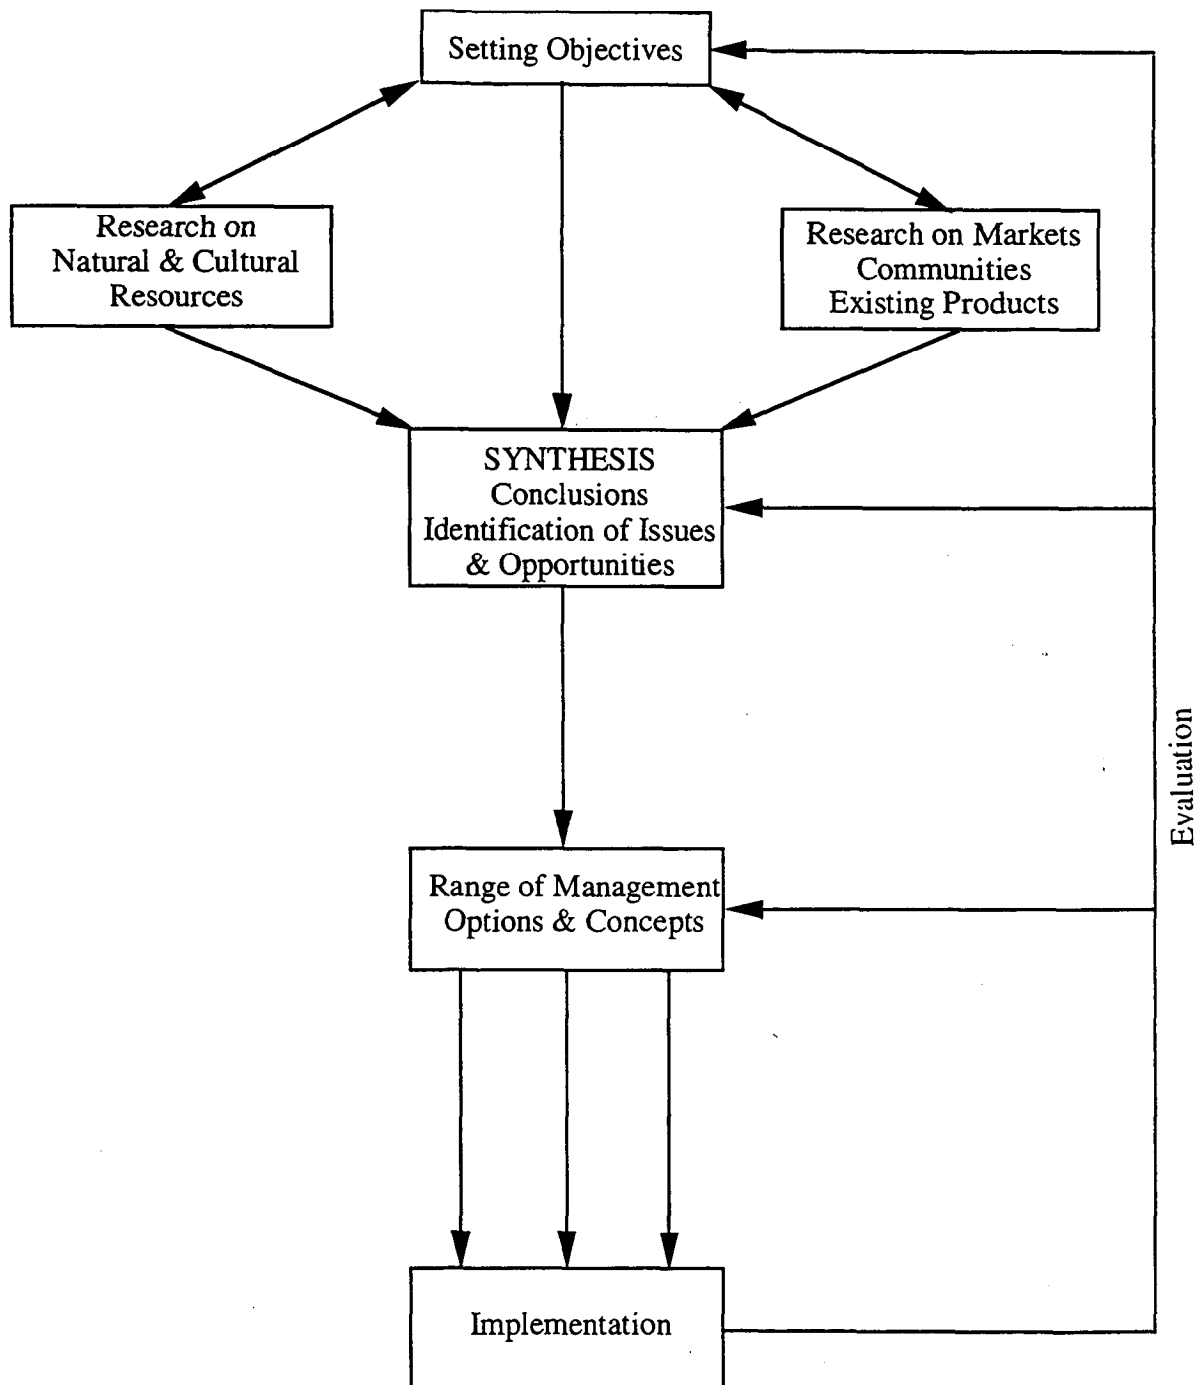 Setting Objectives
Research on
Natural & Cultural
Resources
Research on Markets
Communities
Existing Products
SYNTHESIS
Conclusions
Identification of Issues
& Opportunities
Evaluation
Range of Management
Options & Concepts
Implementation